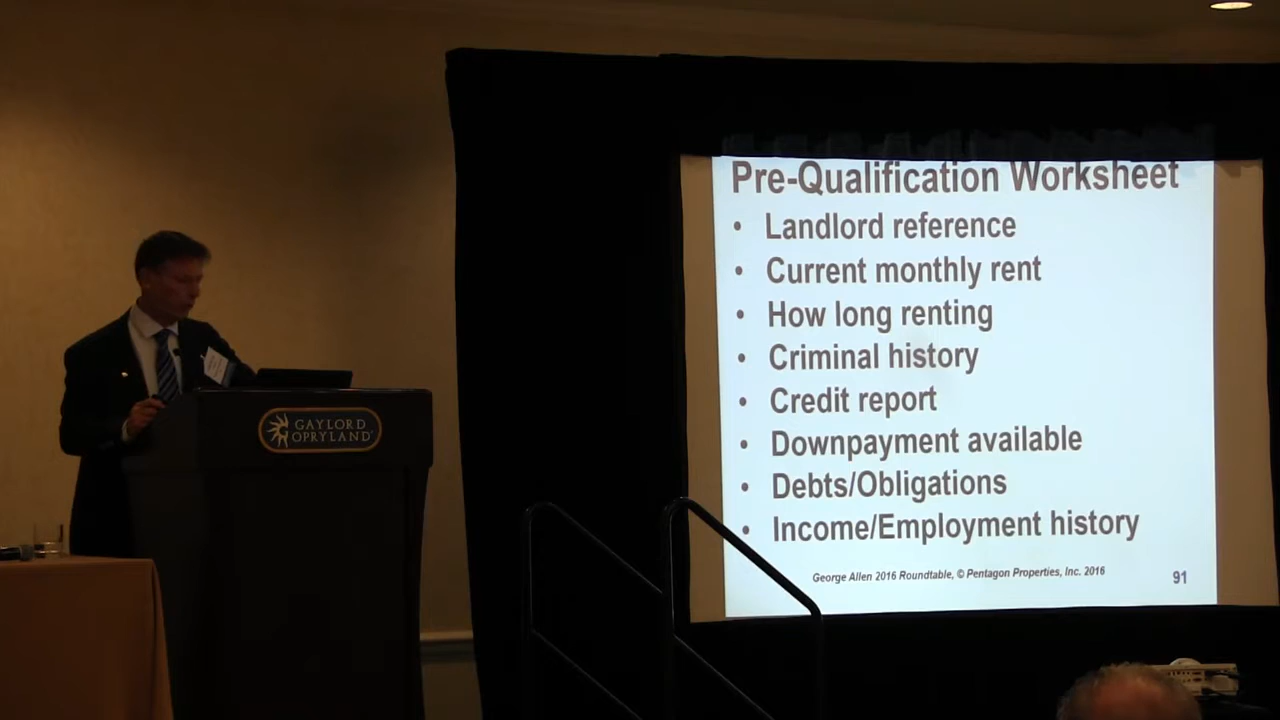 Pre-Qualification Worksheet
• Landlord reference
• Current monthly rent
• How long renting
• Criminal history
• Credit report
• Downpayment available
• Debts/Obligations
• Income/Employment history
George Allen 2016 Roundtable, © Pentagon Properties, Inc. 2016
91
GAYLORD
OPRYLAND